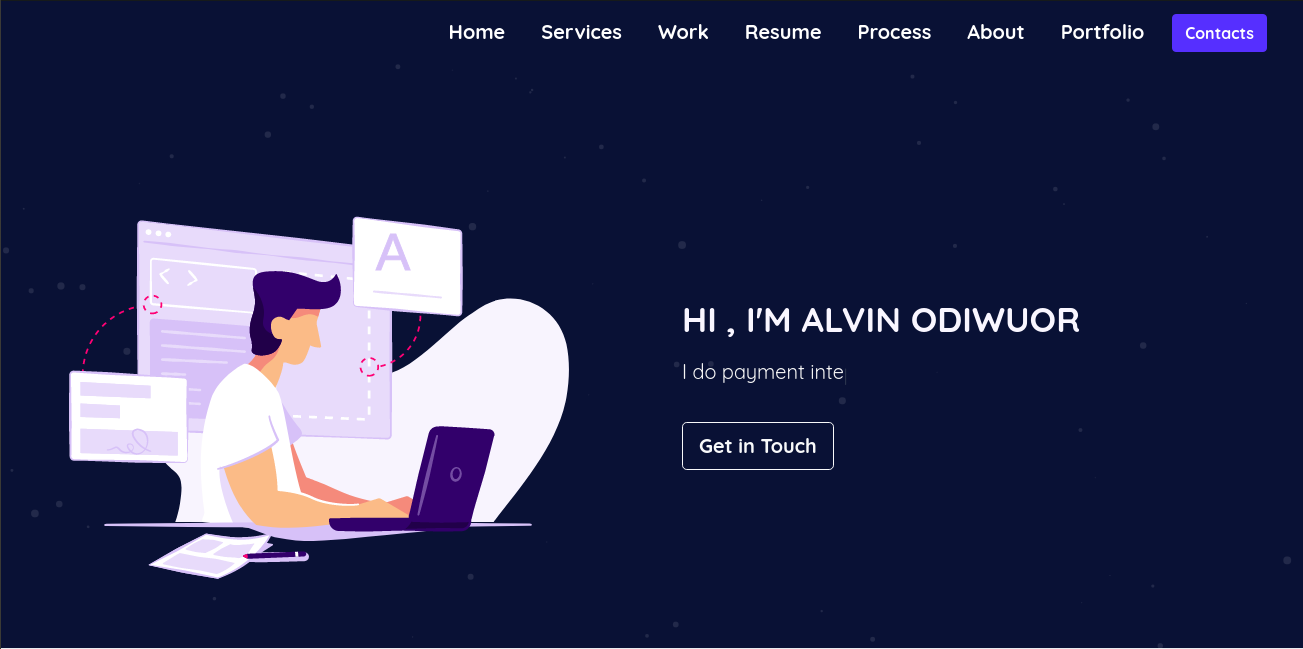 Home Services Work Resume Process About Portfolio Contacts
A
HI , I'M ALVIN ODIWUOR
I do payment inte
Get in Touch